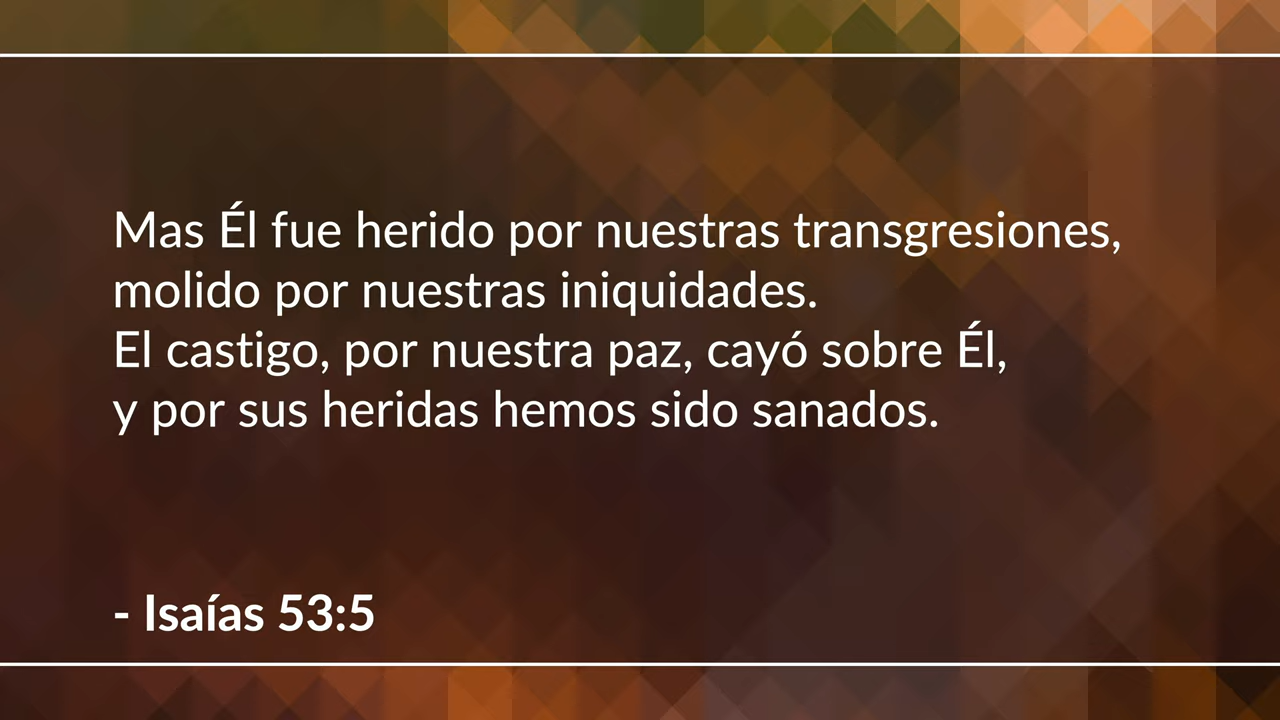 Mas Él fue herido por nuestras transgresiones,
molido por nuestras iniquidades.
El castigo, por nuestra paz, cayó sobre Él,
y por sus heridas hemos sido sanados.
- Isaías 53:5